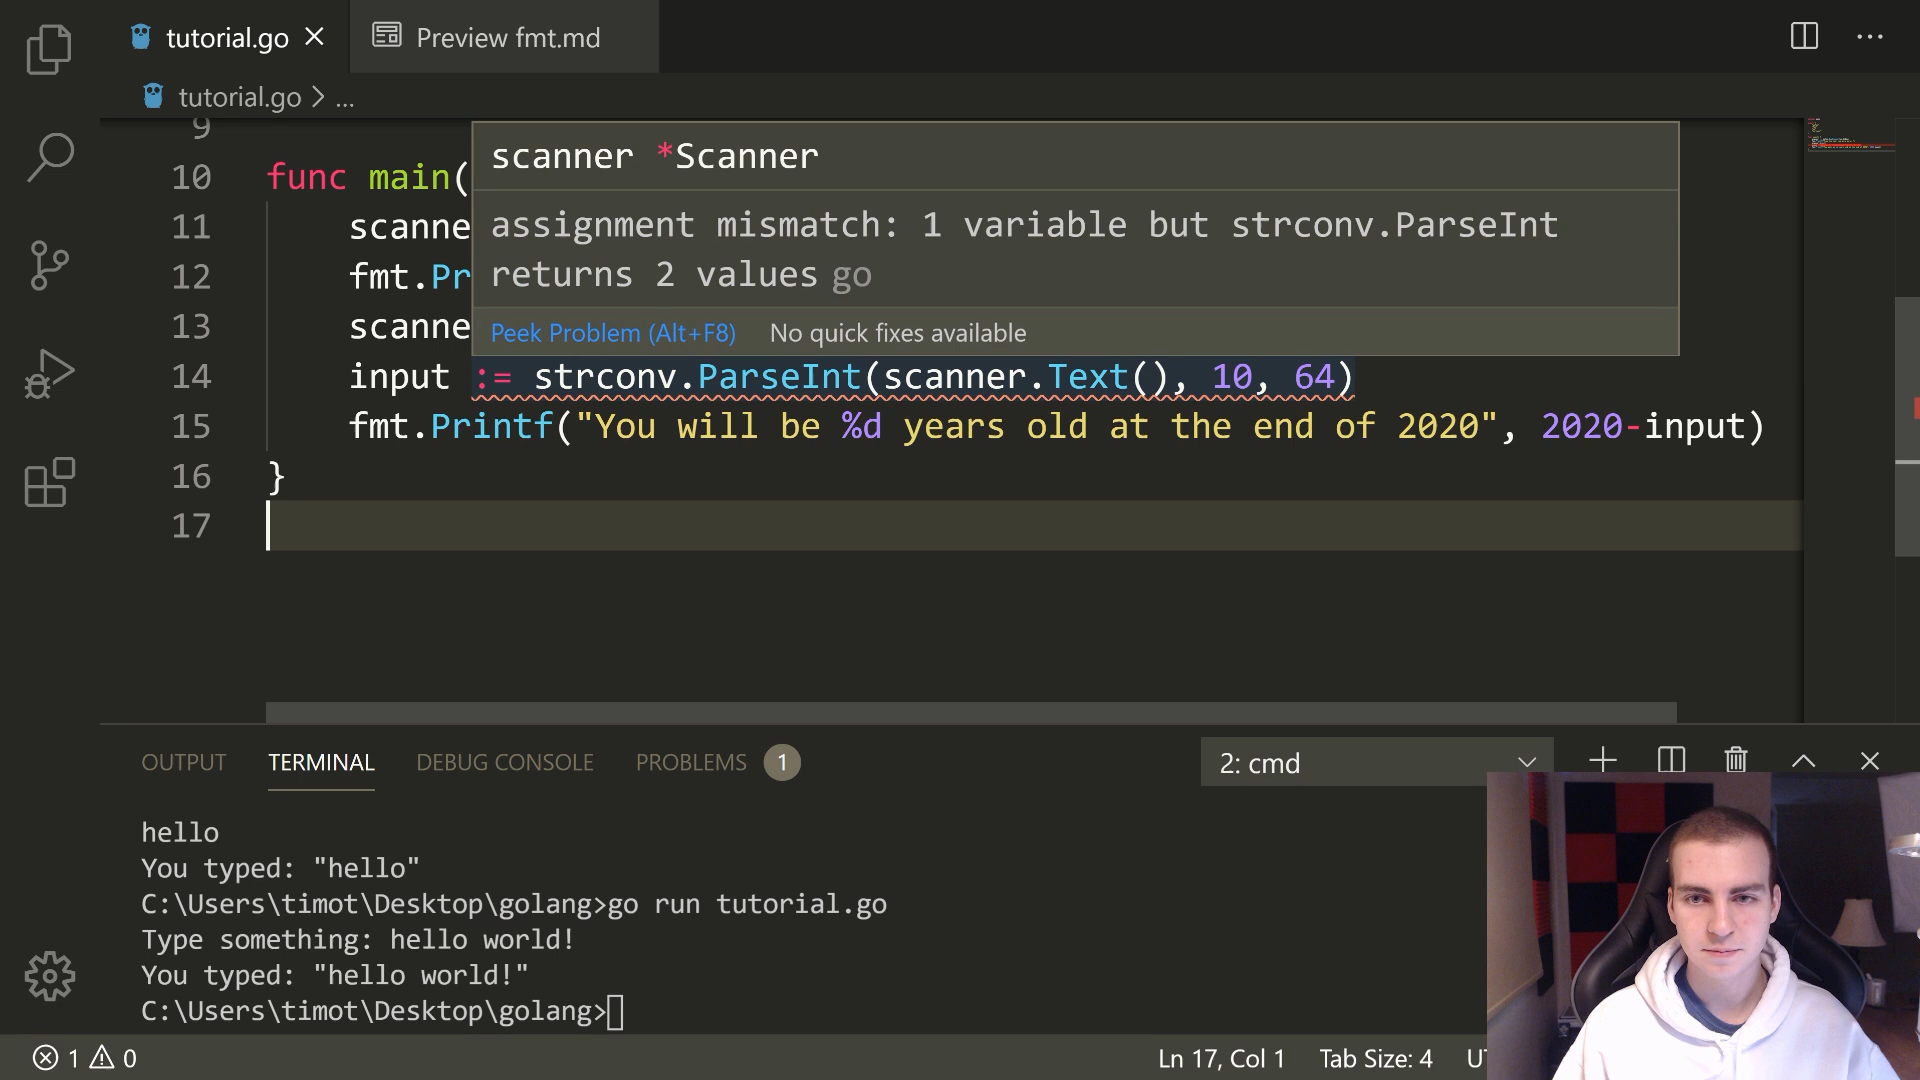 tutorial.go
Preview fmt.md
tutorial.go > ...
9
scanner *Scanner
10 func main(
assignment mismatch: 1 variable but strconv.ParseInt
11 scanne
returns 2 values go
12 fmt.Pr
Peek Problem (Alt+F8) No quick fixes available
13 scanne
14 input := strconv.ParseInt(scanner.Text(), 10, 64)
15 fmt.Printf("You will be %d years old at the end of 2020", 2020-input)
16 }
17
OUTPUT TERMINAL DEBUG CONSOLE PROBLEMS 1 2: cmd
hello
You typed: "hello"
C:\Users\timot\Desktop\golang>go run tutorial.go
Type something: hello world!
You typed: "hello world!"
C:\Users\timot\Desktop\golang>
1 0 Ln 17, Col 1 Tab Size: 4